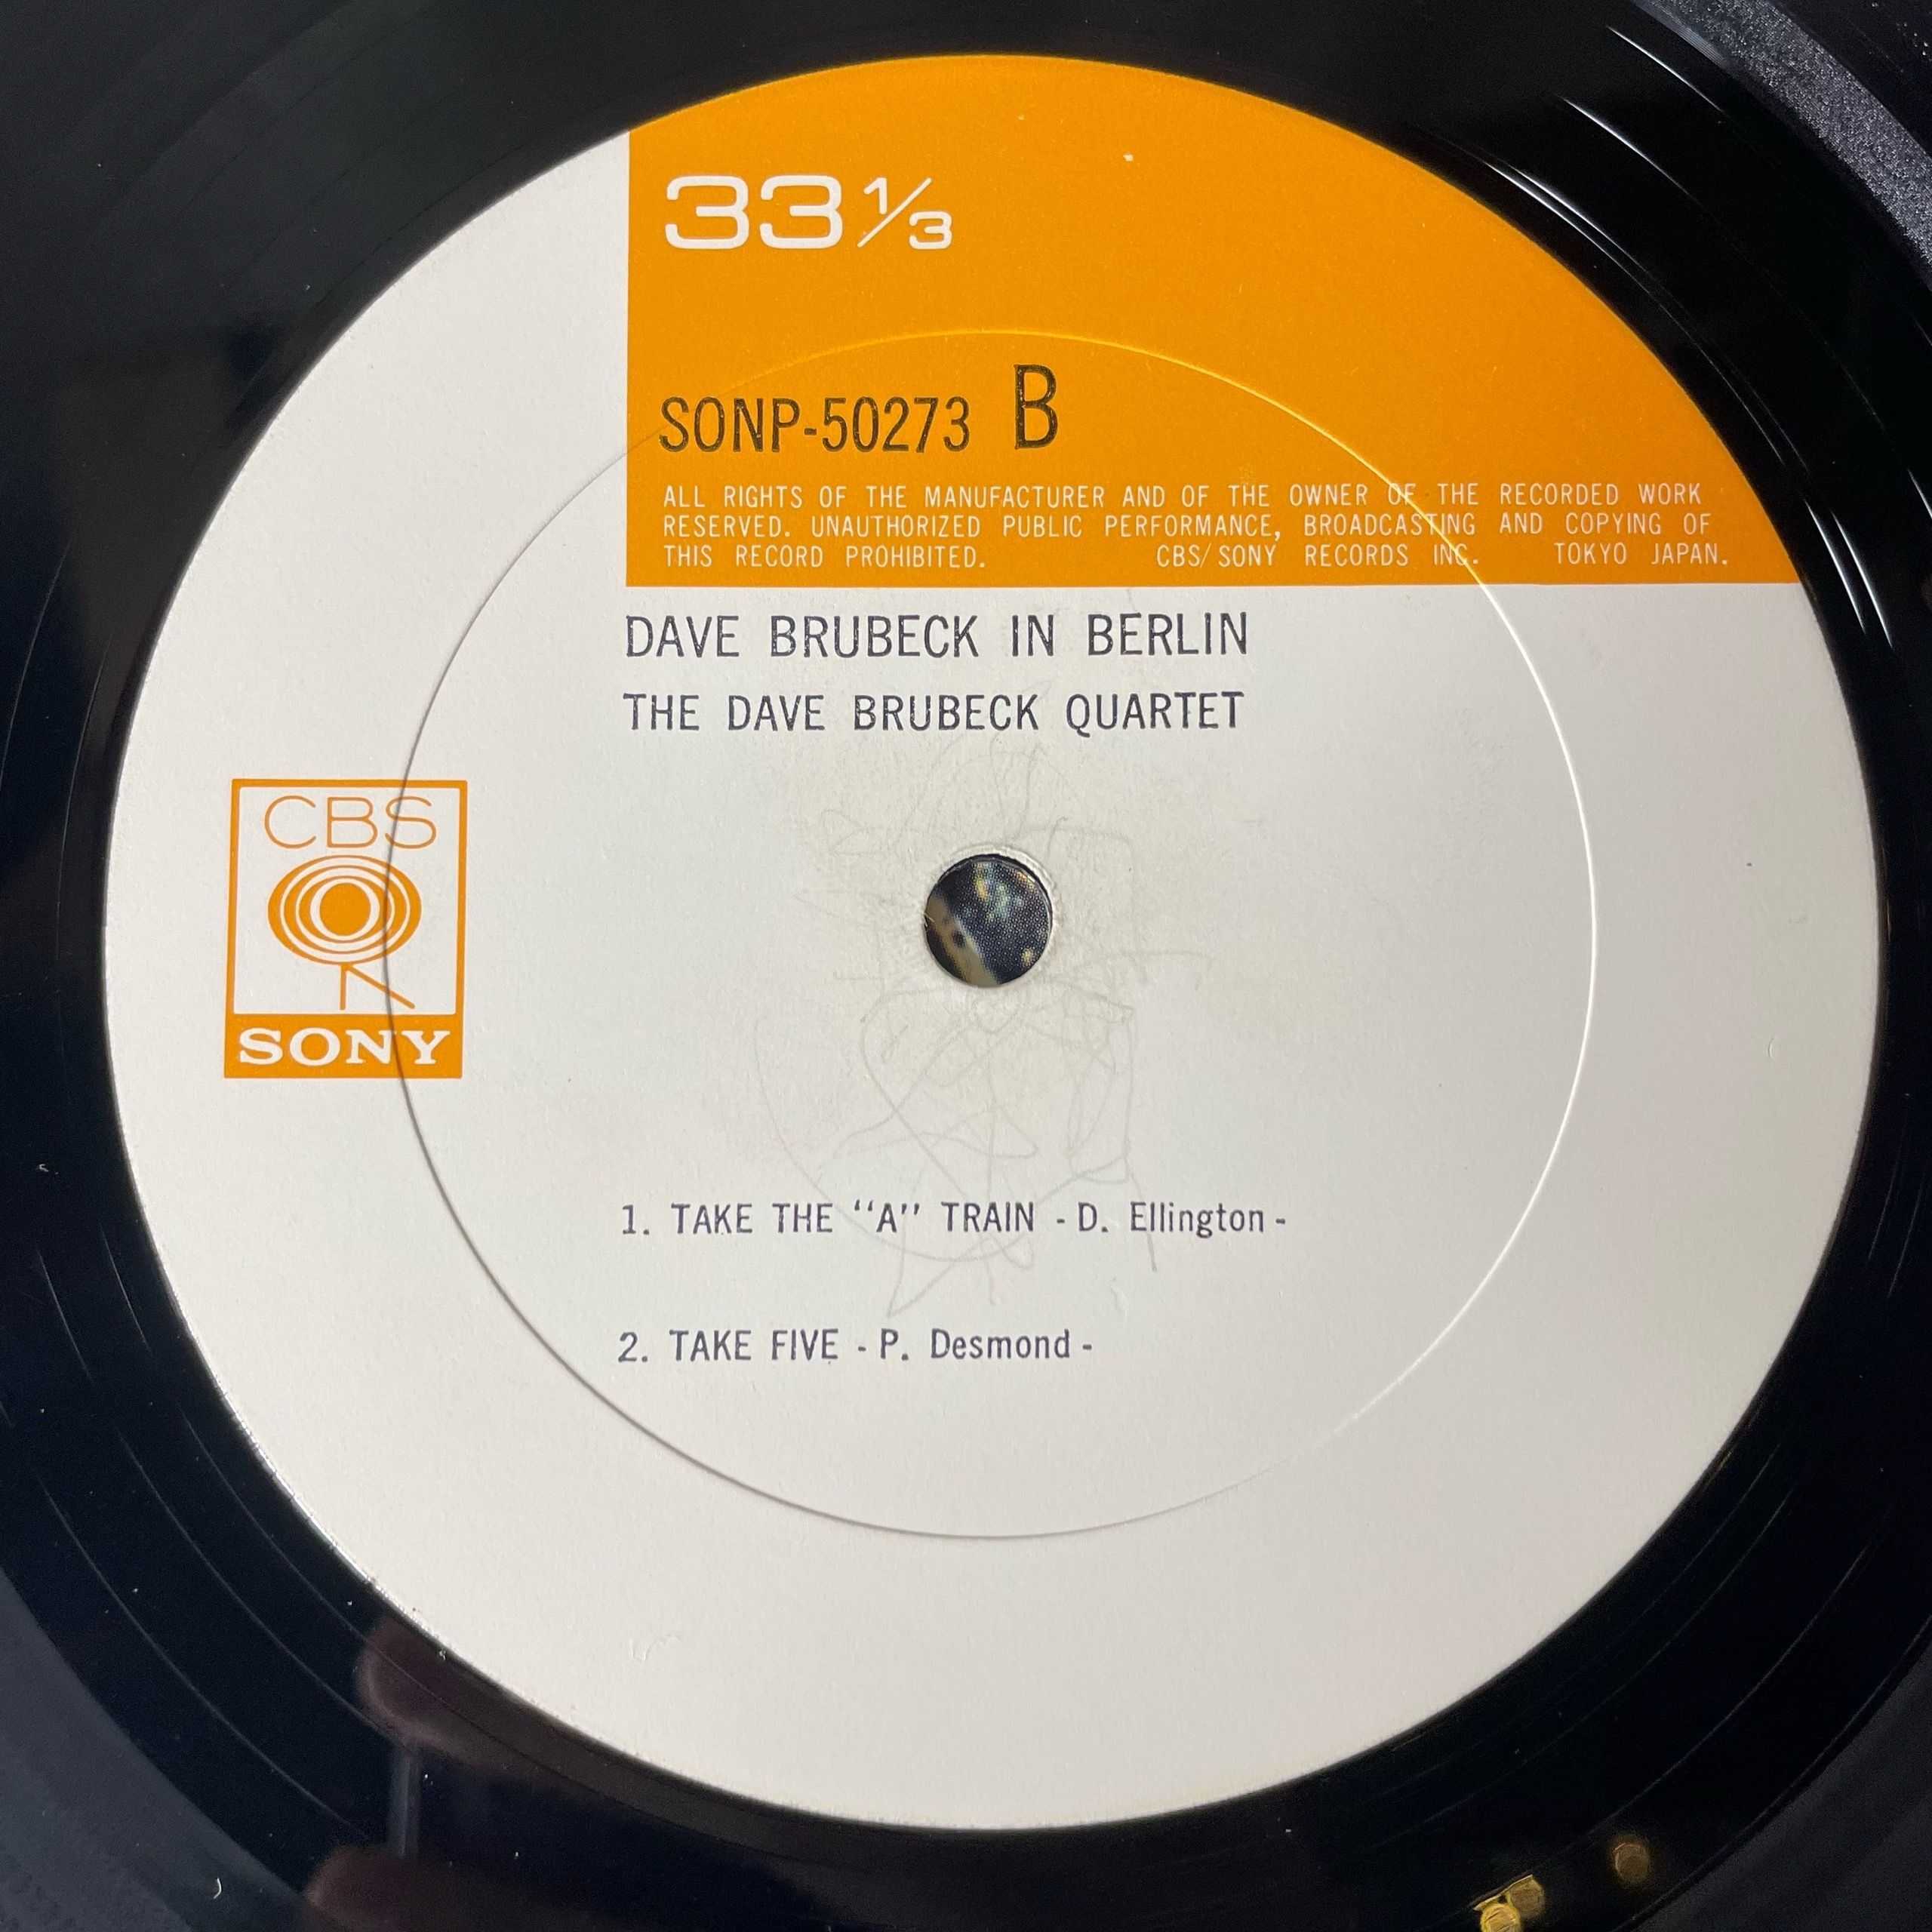 33 1/3
SONP-50273 B
ALL RIGHTS OF THE MANUFACTURER AND OF THE OWNER OF THE RECORDED WORK
RESERVED. UNAUTHORIZED PUBLIC PERFORMANCE, BROADCASTING AND COPYING OF
THIS RECORD PROHIBITED. CBS/SONY RECORDS INC. TOKYO JAPAN.
DAVE BRUBECK IN BERLIN
THE DAVE BRUBECK QUARTET
CBS
SONY
1. TAKE THE “A” TRAIN - D. Ellington -
2. TAKE FIVE - P. Desmond -